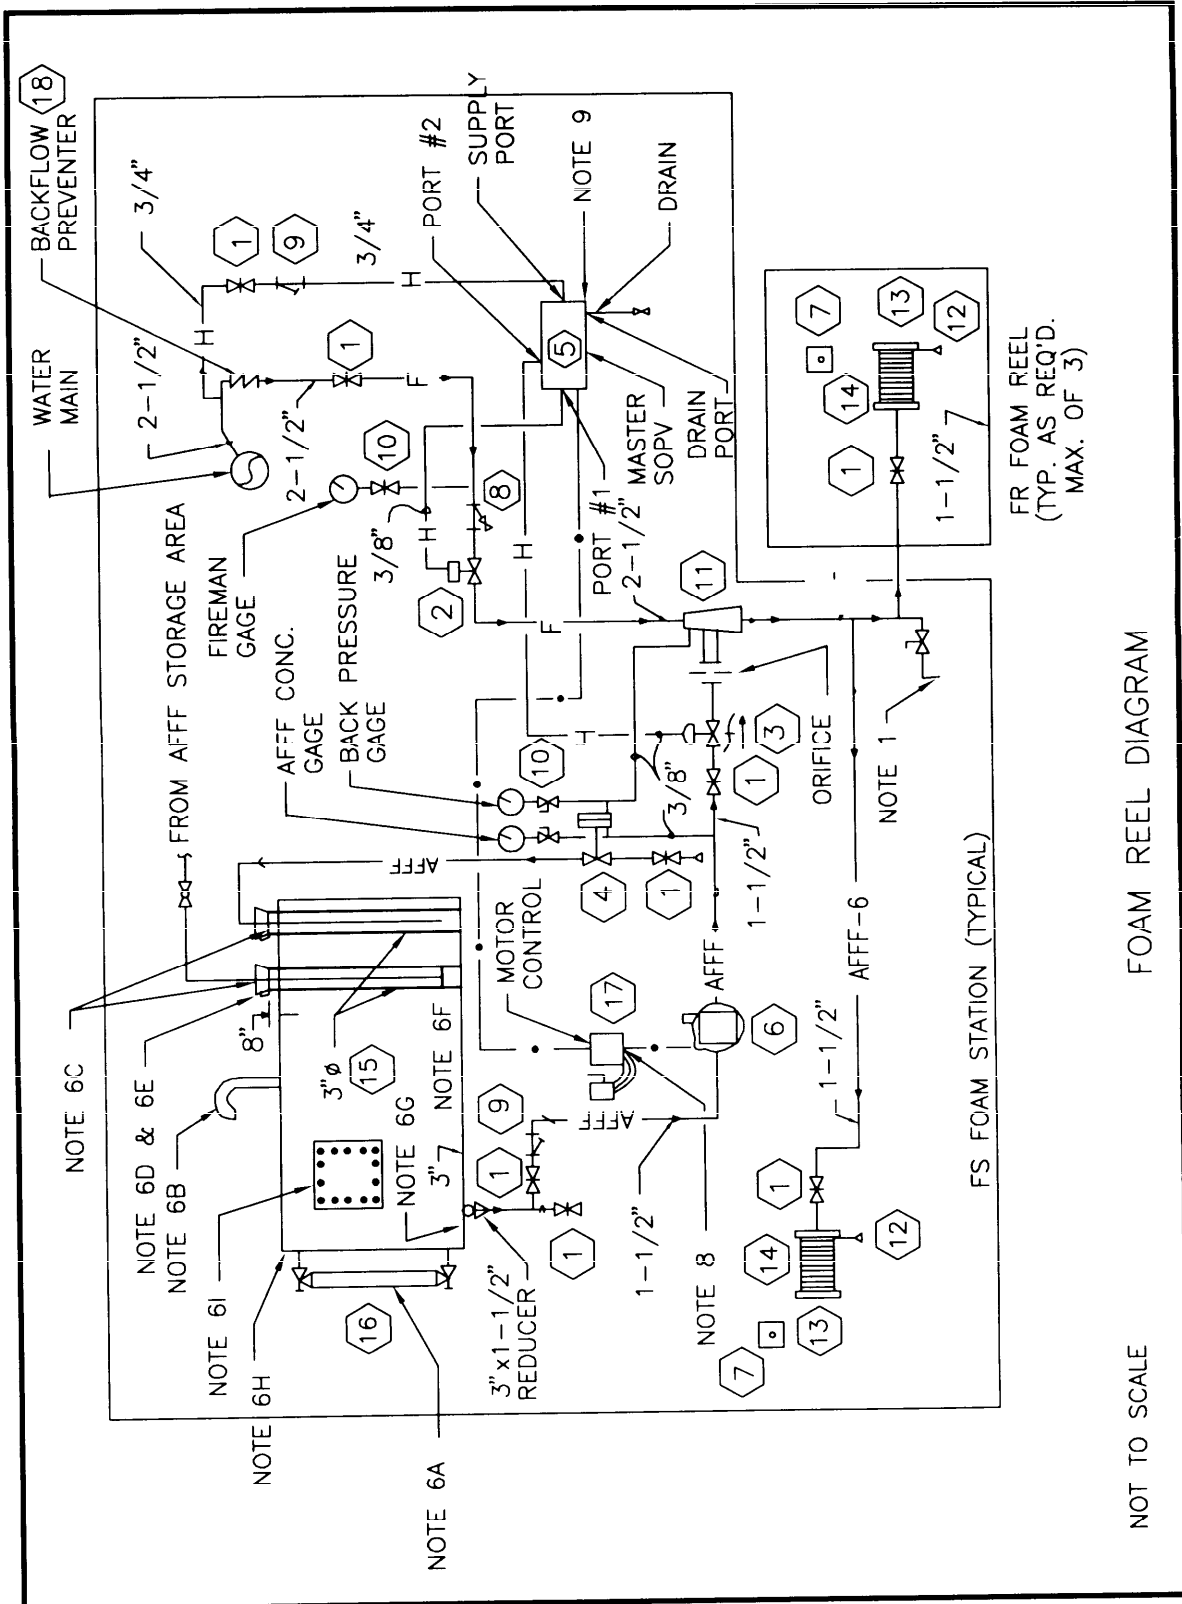 BACKFLOW
PREVENTER
18
WATER
MAIN
3/4"
2-1/2"
H
1
9
3/4"
H
2-1/2"
1
F
FROM AFFF STORAGE AREA
FIREMAN
GAGE
10
8
3/8"
H
2
PORT #2
SUPPLY
PORT
NOTE 9
DRAIN
5
DRAIN
PORT
MASTER
SOPV
PORT #1
2-1/2"
H
F
11
AFFF CONC.
GAGE
BACK PRESSURE
GAGE
10
H
3/8"
3
1
ORIFICE
1-1/2"
NOTE 1
AFFF
4
1
NOTE 6C
NOTE 6D & 6E
NOTE 6B
NOTE 6I
NOTE 6H
NOTE 6A
8"
3"ø
15
NOTE 6F
NOTE 6G
3"
16
3"x1-1/2"
REDUCER
9
1
1
AFFF
1-1/2"
NOTE 8
MOTOR
CONTROL
17
6
AFFF
AFFF-6
1-1/2"
1
14
12
13
7
FS FOAM STATION (TYPICAL)
7
13
12
14
1
1-1/2"
FR FOAM REEL
(TYP. AS REQ'D.
MAX. OF 3)
FOAM REEL DIAGRAM
NOT TO SCALE